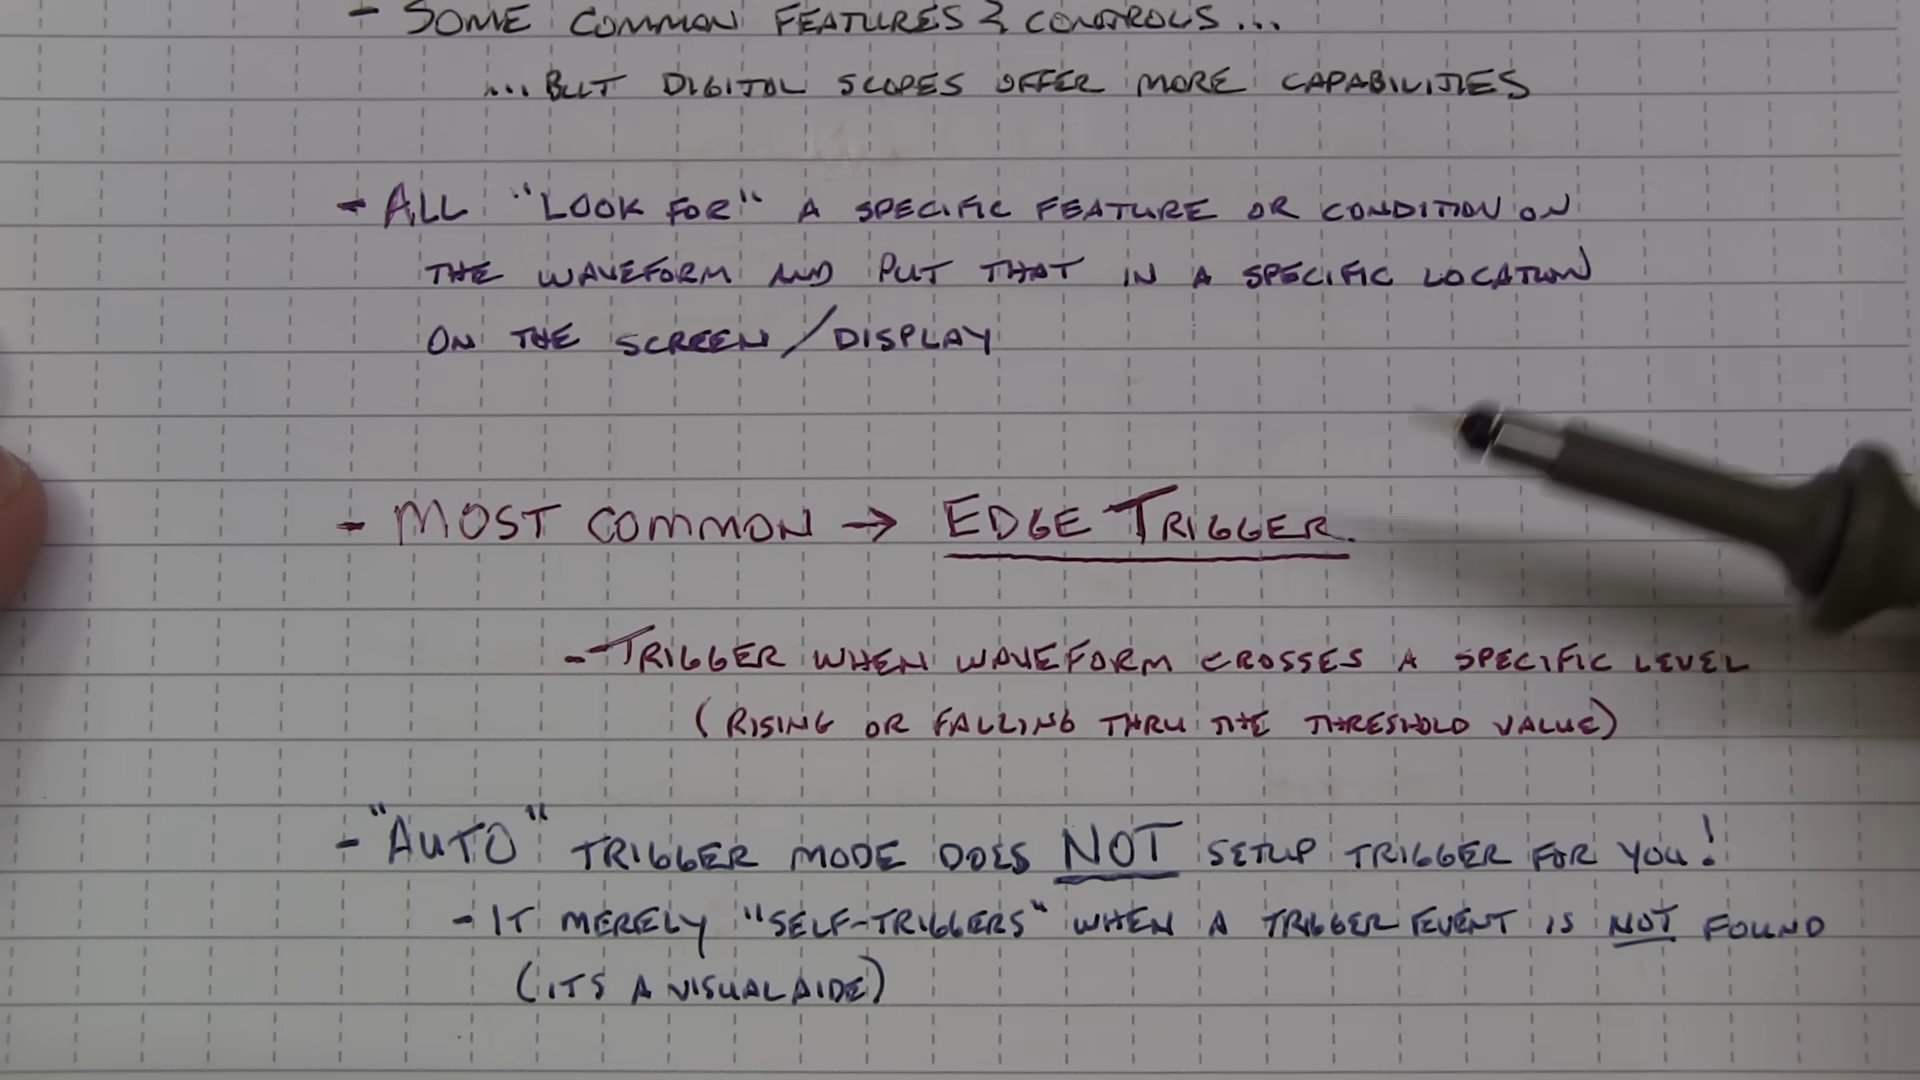 - SOME COMMON FEATURES & CONTROLS...
...BUT DIGITAL SCOPES OFFER MORE CAPABILITIES
- ALL "LOOK FOR" A SPECIFIC FEATURE OR CONDITION ON
THE WAVEFORM AND PUT THAT IN A SPECIFIC LOCATION
ON THE SCREEN/DISPLAY
- MOST COMMON → EDGE TRIGGER.
- TRIGGER WHEN WAVEFORM CROSSES A SPECIFIC LEVEL
(RISING OR FALLING THRU THE THRESHOLD VALUE)
- "AUTO" TRIGGER MODE DOES NOT SETUP TRIGGER FOR YOU!
- IT MERELY "SELF-TRIGGERS" WHEN A TRIGGER EVENT IS NOT FOUND
(ITS A VISUAL AIDE)